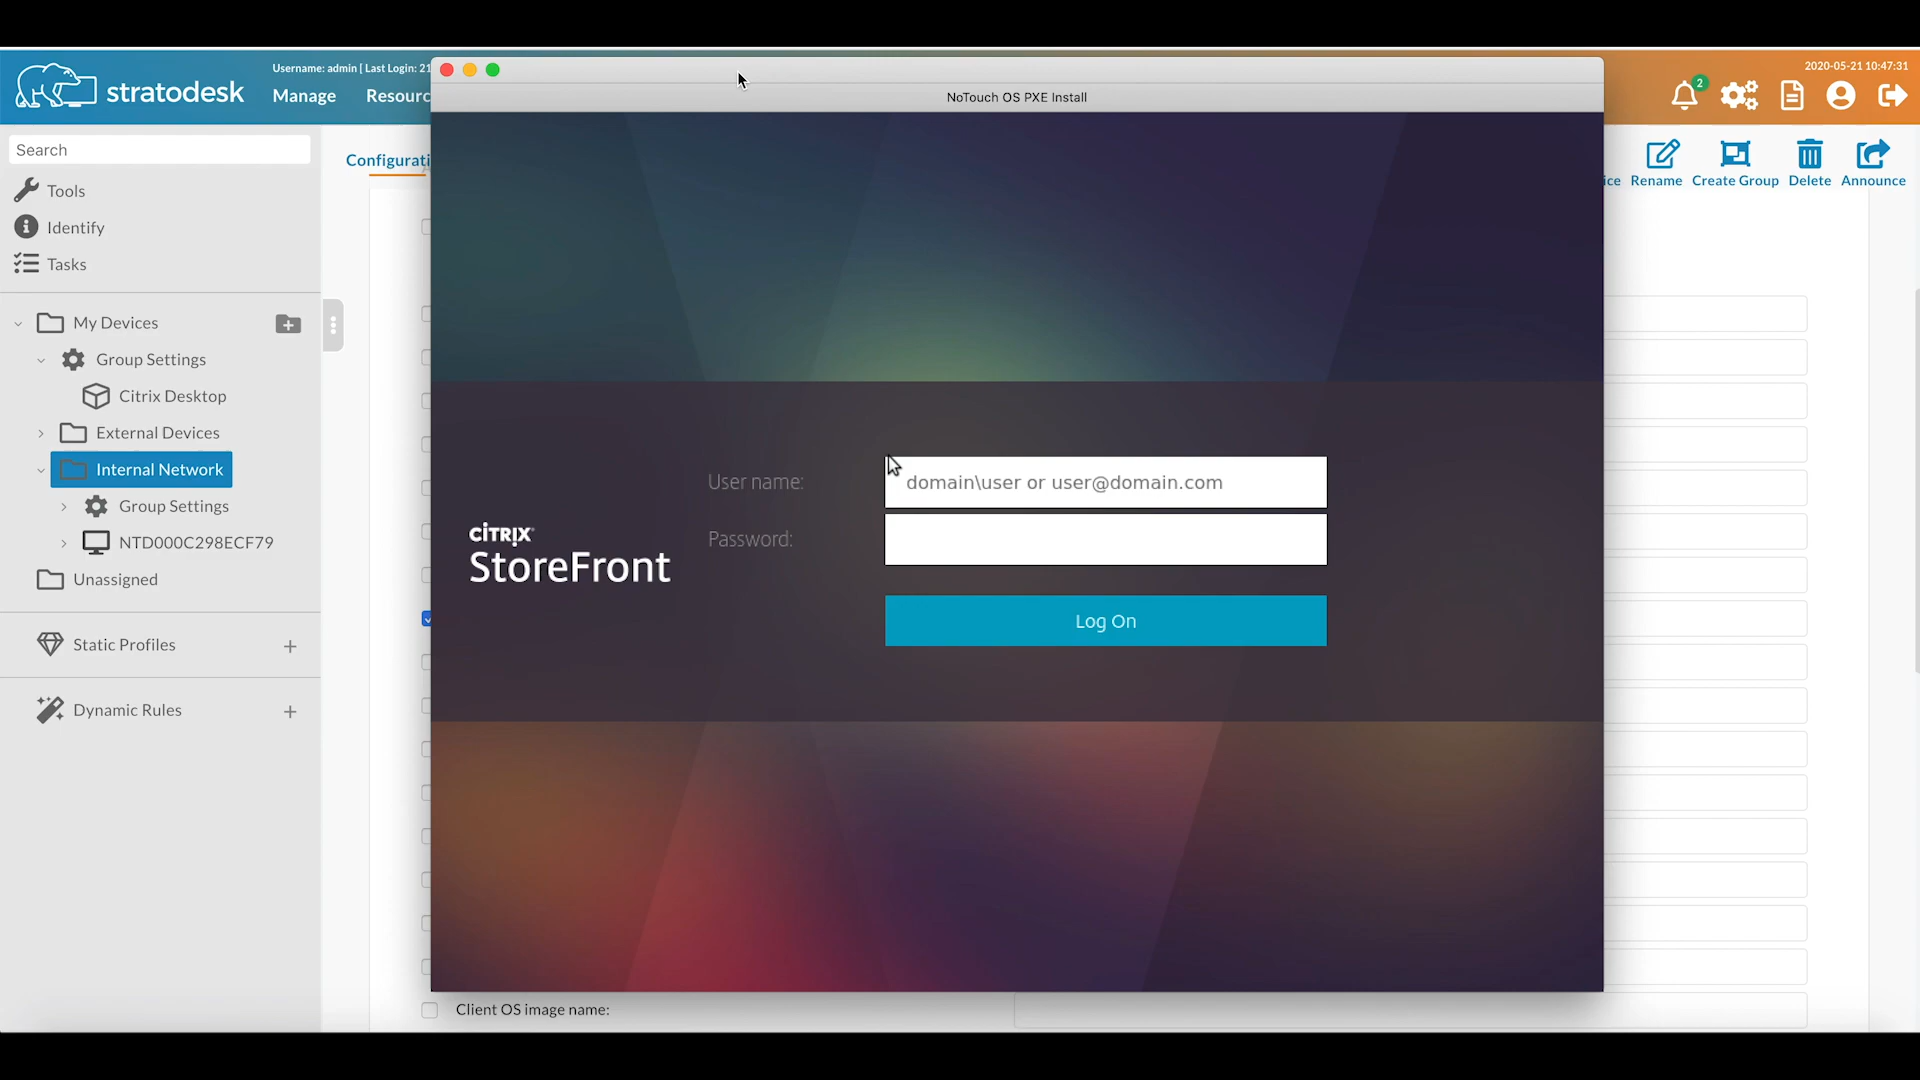 Username: admin | Last Login: 21
2020-05-21 10:47:31
stratodesk
Manage
Resourc
2
NoTouch OS PXE Install
Search
Configurati
ice
Rename
Create Group
Delete
Announce
Tools
Identify
Tasks
My Devices
Group Settings
Citrix Desktop
External Devices
Internal Network
Group Settings
NTD000C298ECF79
Unassigned
Static Profiles
Dynamic Rules
User name:
domain\user or user@domain.com
Password:
CİTRIX
StoreFront
Log On
Client OS image name: